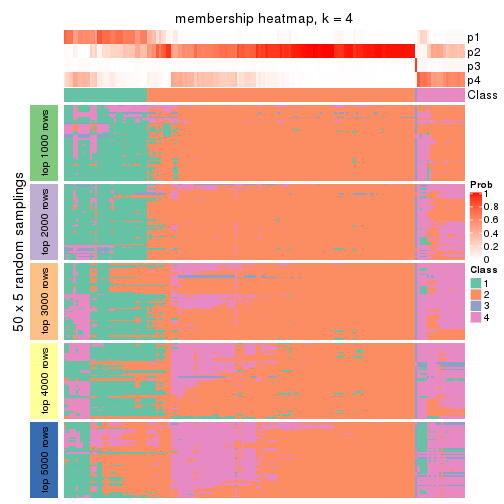 membership heatmap, k = 4
p1
p2
p3
p4
Class
50 x 5 random samplings
top 1000 rows
top 2000 rows
top 3000 rows
top 4000 rows
top 5000 rows
Prob
1
0.8
0.6
0.4
0.2
0
Class
1
2
3
4